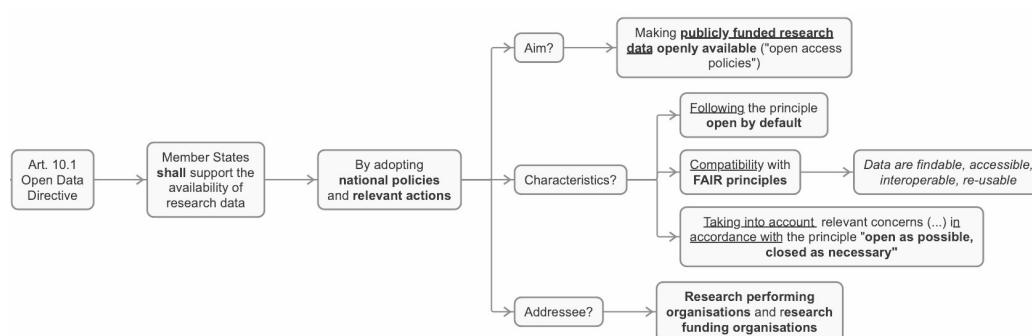 Art. 10.1
Open Data
Directive
Member States
shall support the
availability of
research data
By adopting
national policies
and relevant actions
Aim?
Making publicly funded research
data openly available ("open access
policies")
Characteristics?
Following the principle
open by default
Compatibility with
FAIR principles
Data are findable, accessible,
interoperable, re-usable
Taking into account relevant concerns (...) in
accordance with the principle "open as possible,
closed as necessary"
Addressee?
Research performing
organisations and research
funding organisations